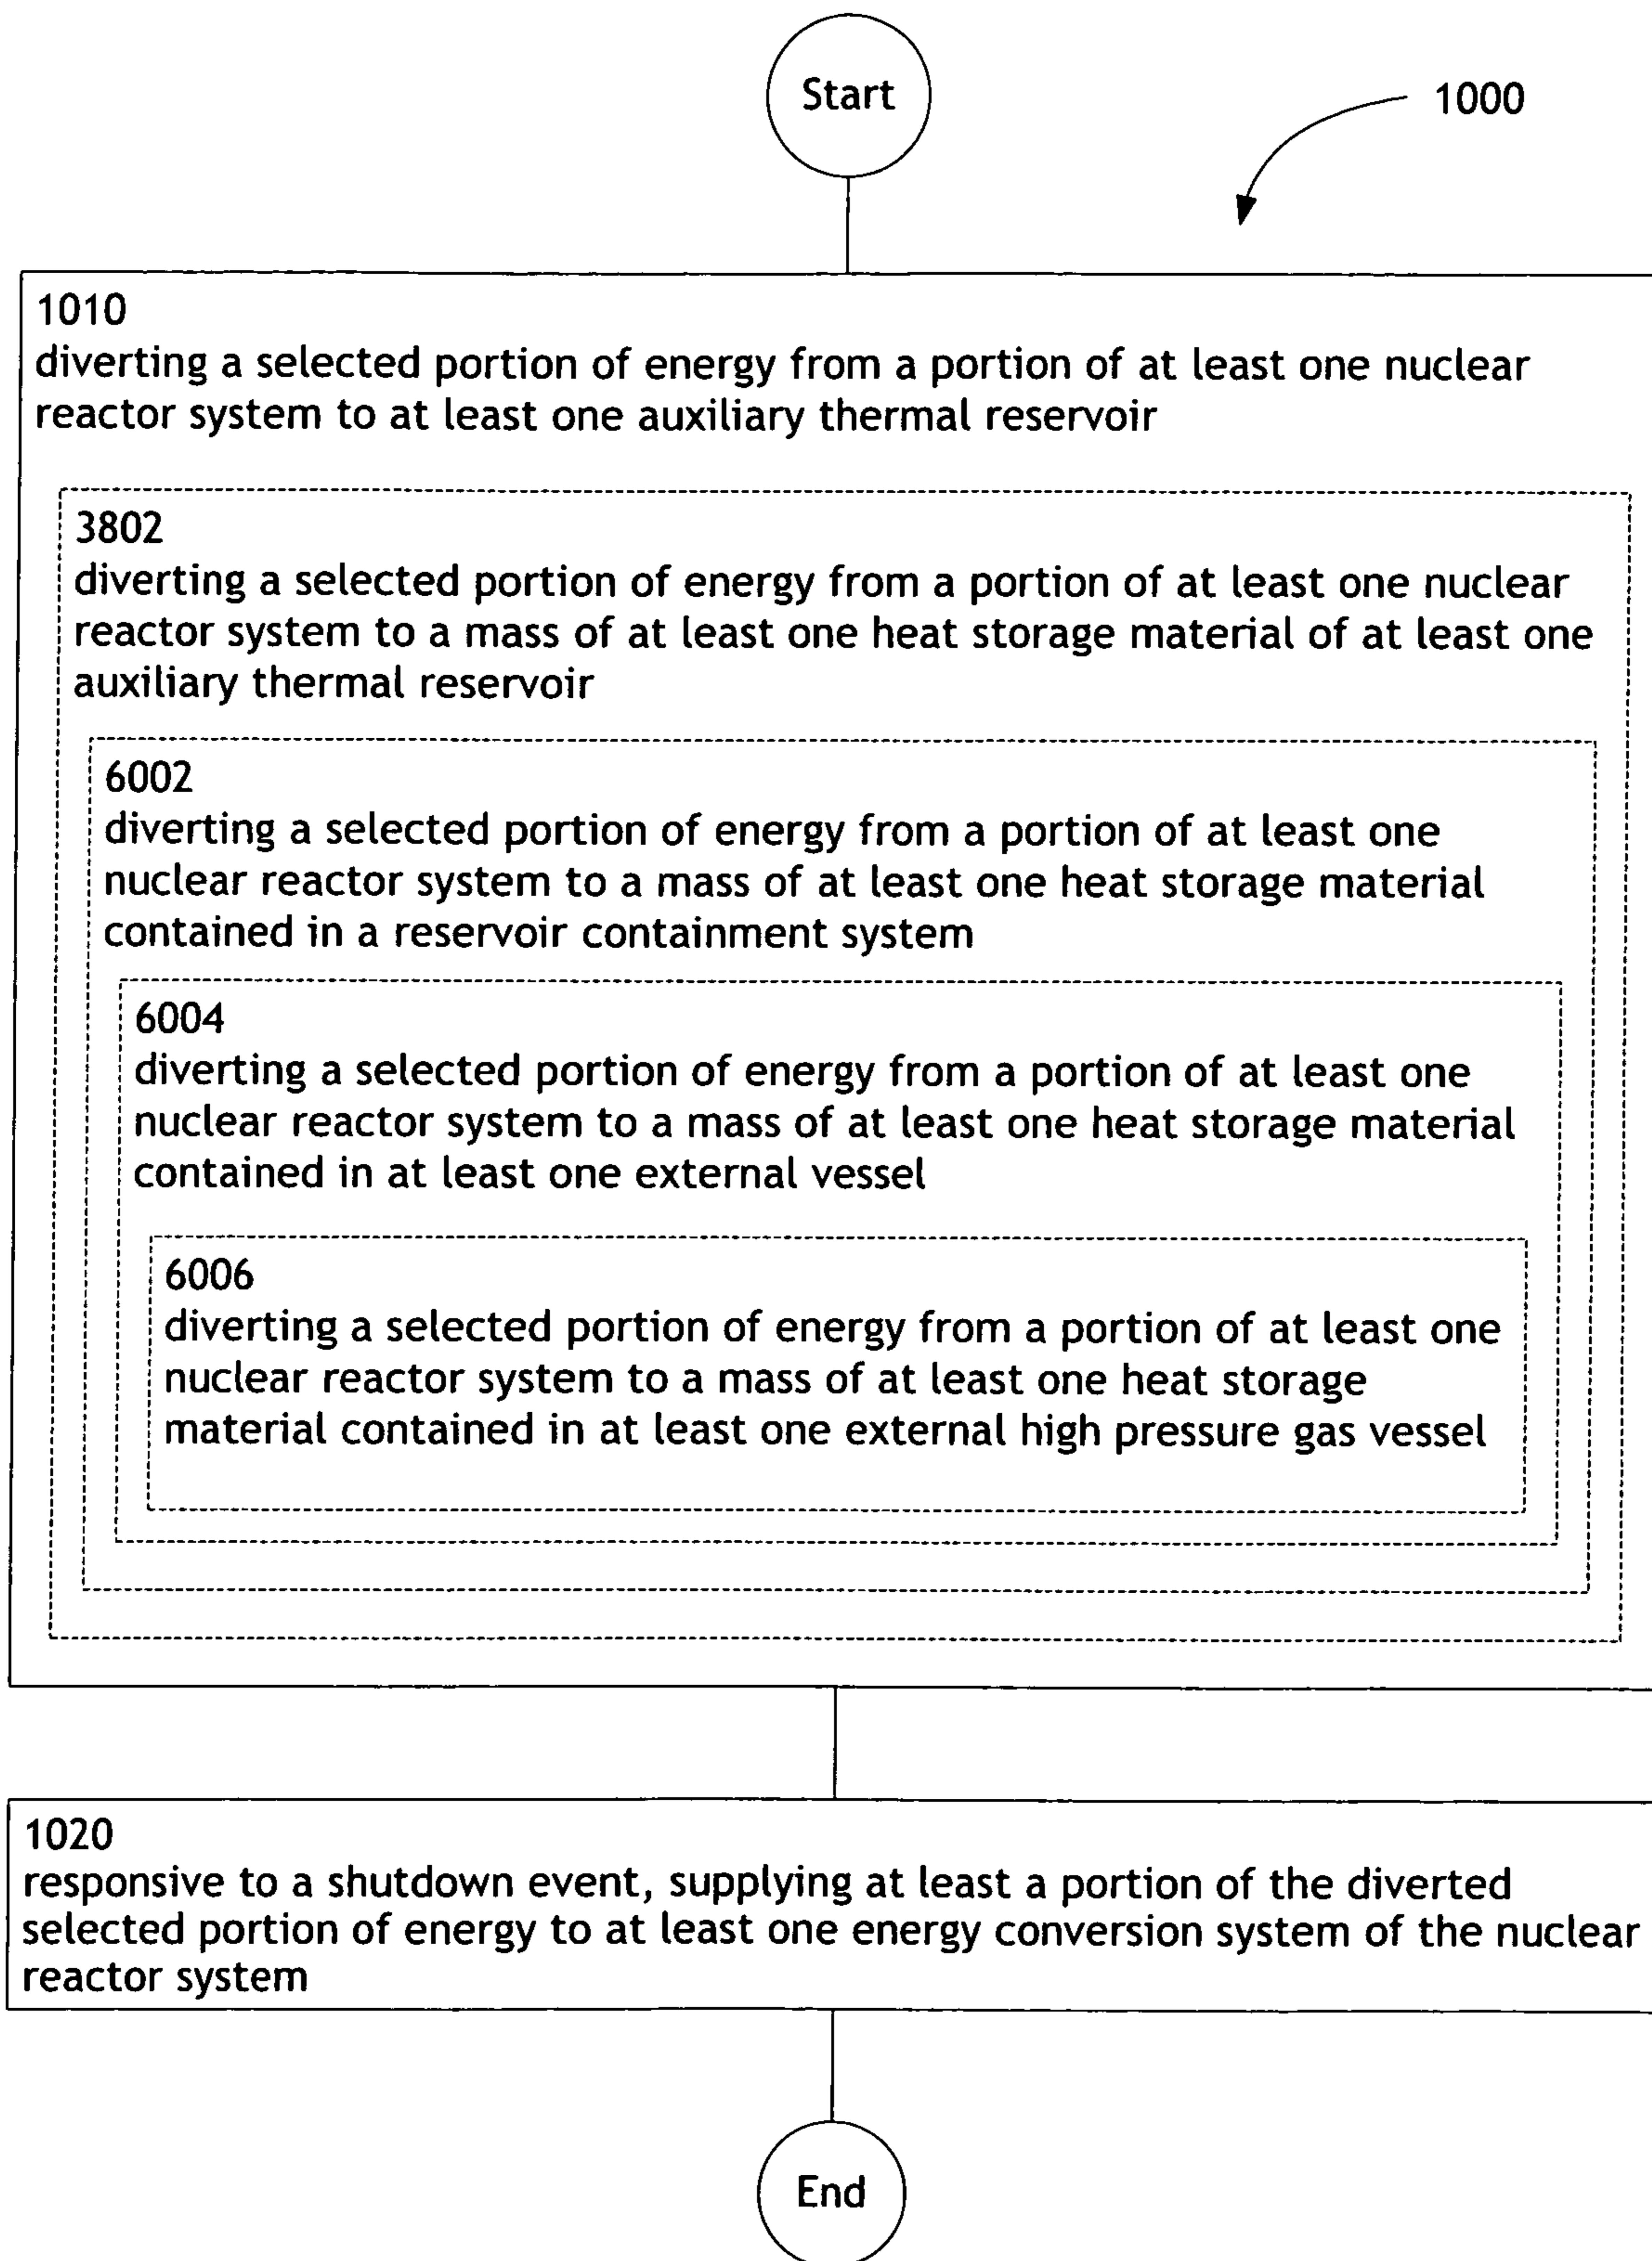 Start
1000
1010
diverting a selected portion of energy from a portion of at least one nuclear
reactor system to at least one auxiliary thermal reservoir
3802
diverting a selected portion of energy from a portion of at least one nuclear
reactor system to a mass of at least one heat storage material of at least one
auxiliary thermal reservoir
6002
diverting a selected portion of energy from a portion of at least one
nuclear reactor system to a mass of at least one heat storage material
contained in a reservoir containment system
6004
diverting a selected portion of energy from a portion of at least one
nuclear reactor system to a mass of at least one heat storage material
contained in at least one external vessel
6006
diverting a selected portion of energy from a portion of at least one
nuclear reactor system to a mass of at least one heat storage
material contained in at least one external high pressure gas vessel
1020
responsive to a shutdown event, supplying at least a portion of the diverted
selected portion of energy to at least one energy conversion system of the nuclear
reactor system
End